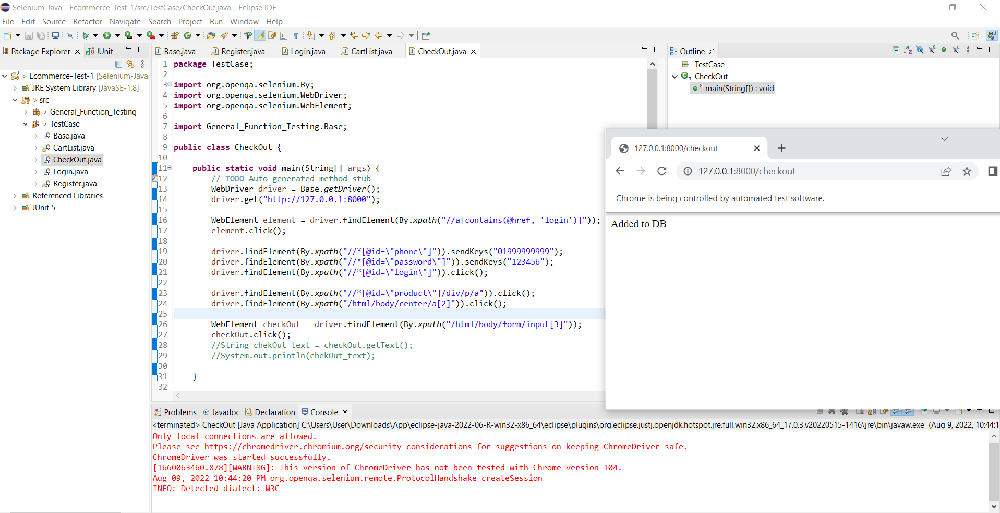 Selenium-Java - Ecommerce-Test-1/src/TestCase/CheckOut.java - Eclipse IDE
File Edit Source Refactor Navigate Search Project Run Window Help
Package Explorer JUnit
> Ecommerce-Test-1 [Selenium-Java
JRE System Library [JavaSE-1.8]
> src
> General_Function_Testing
> TestCase
Base.java
CartList.java
CheckOut.java
Login.java
Register.java
Referenced Libraries
JUnit 5
Base.java Register.java Login.java CartList.java CheckOut.java
1 package TestCase;
2
3 import org.openqa.selenium.By;
4 import org.openqa.selenium.WebDriver;
5 import org.openqa.selenium.WebElement;
6
7 import General_Function_Testing.Base;
8
9 public class CheckOut {
10
11 public static void main(String[] args) {
12 // TODO Auto-generated method stub
13 WebDriver driver = Base.getDriver();
14 driver.get("http://127.0.0.1:8000");
15
16 WebElement element = driver.findElement(By.xpath("//a[contains(@href, 'login')]"));
17 element.click();
18
19 driver.findElement(By.xpath("//*[@id=\"phone\"]")).sendKeys("01999999999");
20 driver.findElement(By.xpath("//*[@id=\"password\"]")).sendKeys("123456");
21 driver.findElement(By.xpath("//*[@id=\"login\"]")).click();
22
23 driver.findElement(By.xpath("//*[@id=\"product\"]/div/p/a")).click();
24 driver.findElement(By.xpath("/html/body/center/a[2]")).click();
25
26 WebElement checkOut = driver.findElement(By.xpath("/html/body/form/input[3]"));
27 checkOut.click();
28 //String chekOut_text = checkOut.getText();
29 //System.out.println(chekOut_text);
30
31 }
32
Outline
TestCase
CheckOut
main(String[]) : void
127.0.0.1:8000/checkout
127.0.0.1:8000/checkout
Chrome is being controlled by automated test software.
Added to DB
Problems @ Javadoc Declaration Console
<terminated> CheckOut [Java Application] C:\Users\User\Downloads\App\eclipse-java-2022-06-R-win32-x86_64\eclipse\plugins\org.eclipse.justj.openjdk.hotspot.jre.full.win32.x86_64_17.0.3.v20220515-1416\jre\bin\javaw.exe (Aug 9, 2022, 10:44:1
Only local connections are allowed.
Please see https://chromedriver.chromium.org/security-considerations for suggestions on keeping ChromeDriver safe.
ChromeDriver was started successfully.
[1660063460.878][WARNING]: This version of ChromeDriver has not been tested with Chrome version 104.
Aug 09, 2022 10:44:20 PM org.openqa.selenium.remote.ProtocolHandshake createSession
INFO: Detected dialect: W3C